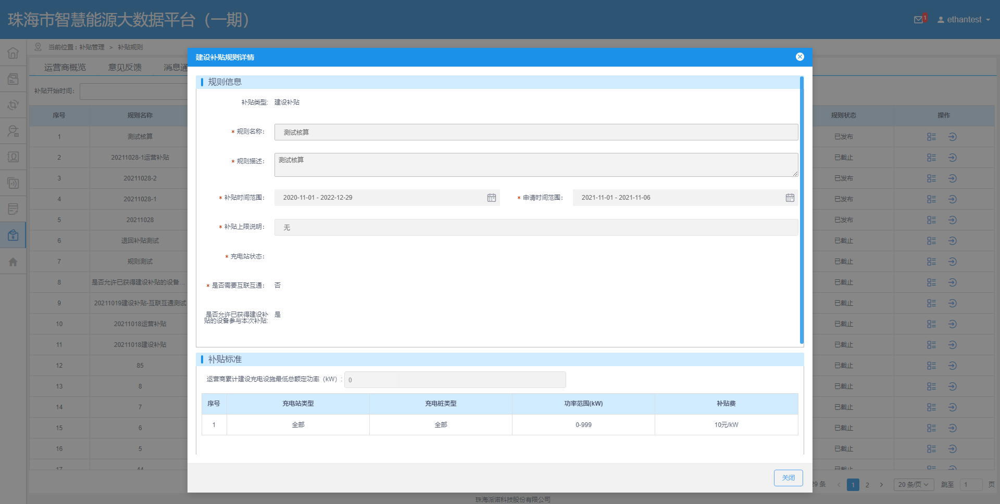 珠海市智慧能源大数据平台（一期）
1
ethantest
当前位置：补贴管理 > 补贴规则
运营商概览 意见反馈
补贴开始时间：
序号 规则名称 规则状态 操作
1 测试核算 已发布
2 20211028-1运营补贴 已截止
3 20211028-2 已发布
4 20211028-1 已发布
5 20211028 已发布
6 退回补贴测试 已截止
7 规则测试 已截止
8 是否允许已获得建设补贴的设备... 已截止
9 20211019建设补贴-互联互通测试 已截止
10 20211018运营补贴 已截止
11 20211018建设补贴 已截止
12 85 已截止
13 8 已截止
14 7 已截止
15 6 已截止
16 5 已截止
17 44 已截止
建设补贴规则详情
规则信息
补贴类型: 建设补贴
* 规则名称： 测试核算
* 规则描述： 测试核算
* 补贴时间范围： 2020-11-01 - 2022-12-29 * 申请时间范围： 2021-11-01 - 2021-11-06
* 补贴上限说明： 无
* 充电站状态：
* 是否需要互联互通： 否
是否允许已获得建设补 是
贴的设备参与本次补贴:
补贴标准
运营商累计建设充电设施最低总额定功率（kW）: 0
序号 充电站类型 充电桩类型 功率范围(kW) 补贴费
1 全部 全部 0-999 10元/kW
关闭
条 1 2 20 条/页 跳至 1 页
珠海派诺科技股份有限公司